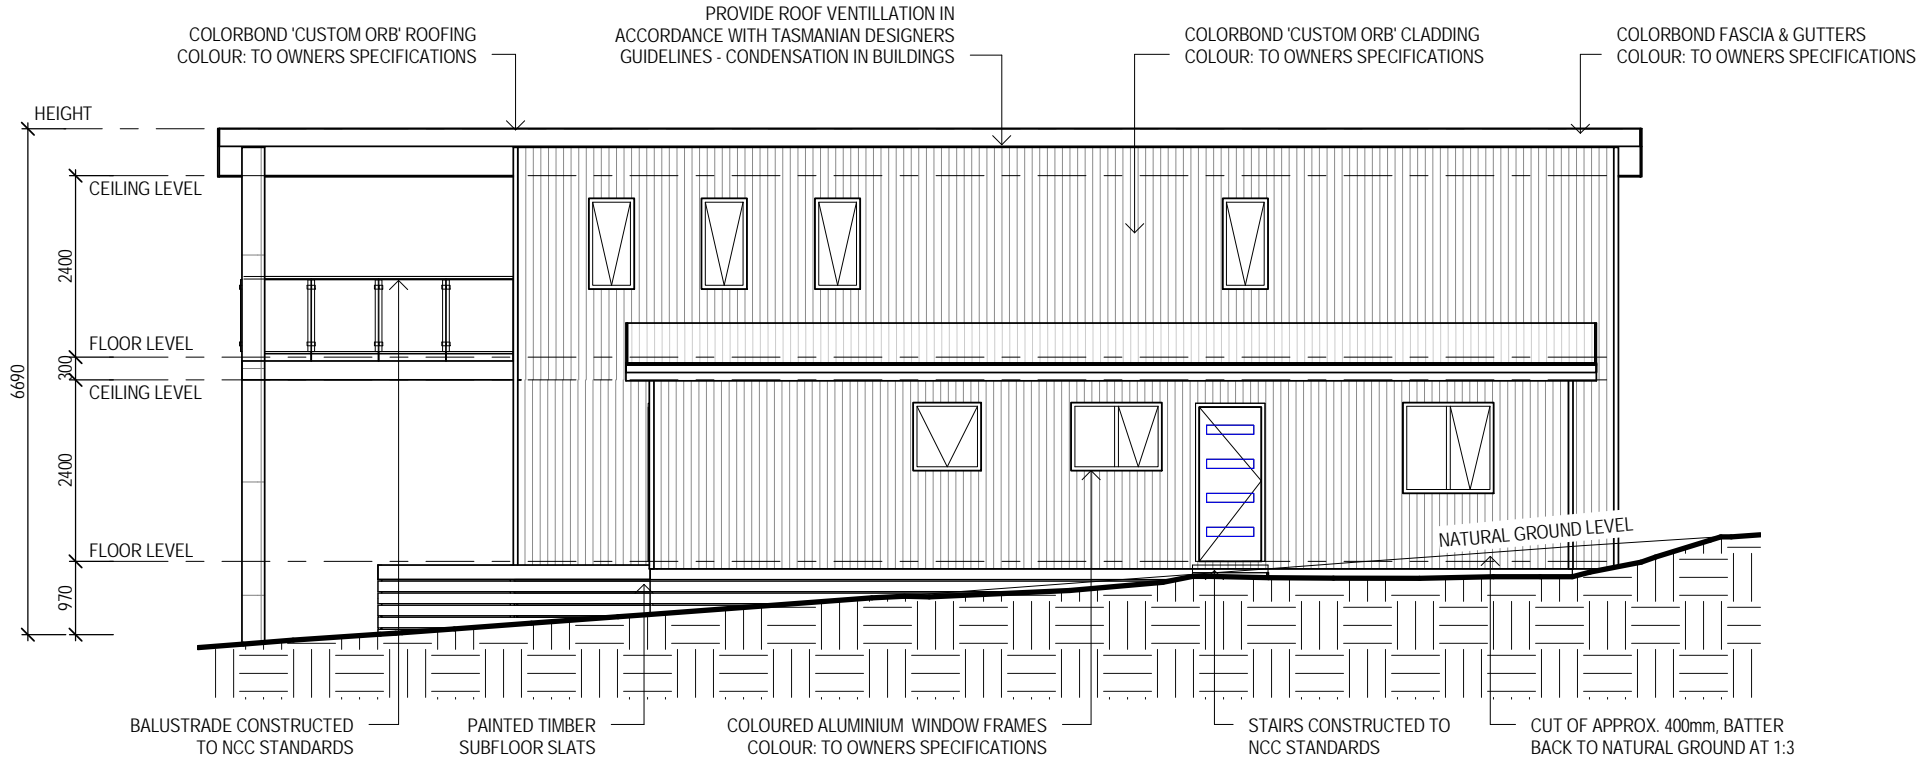 COLORBOND 'CUSTOM ORB' ROOFING
COLOUR: TO OWNERS SPECIFICATIONS
PROVIDE ROOF VENTILLATION IN
ACCORDANCE WITH TASMANIAN DESIGNERS
GUIDELINES - CONDENSATION IN BUILDINGS
COLORBOND 'CUSTOM ORB' CLADDING
COLOUR: TO OWNERS SPECIFICATIONS
COLORBOND FASCIA & GUTTERS
COLOUR: TO OWNERS SPECIFICATIONS
HEIGHT
CEILING LEVEL
2400
FLOOR LEVEL
300
CEILING LEVEL
6690
2400
FLOOR LEVEL
970
NATURAL GROUND LEVEL
BALUSTRADE CONSTRUCTED
TO NCC STANDARDS
PAINTED TIMBER
SUBFLOOR SLATS
COLOURED ALUMINIUM WINDOW FRAMES
COLOUR: TO OWNERS SPECIFICATIONS
STAIRS CONSTRUCTED TO
NCC STANDARDS
CUT OF APPROX. 400mm, BATTER
BACK TO NATURAL GROUND AT 1:3